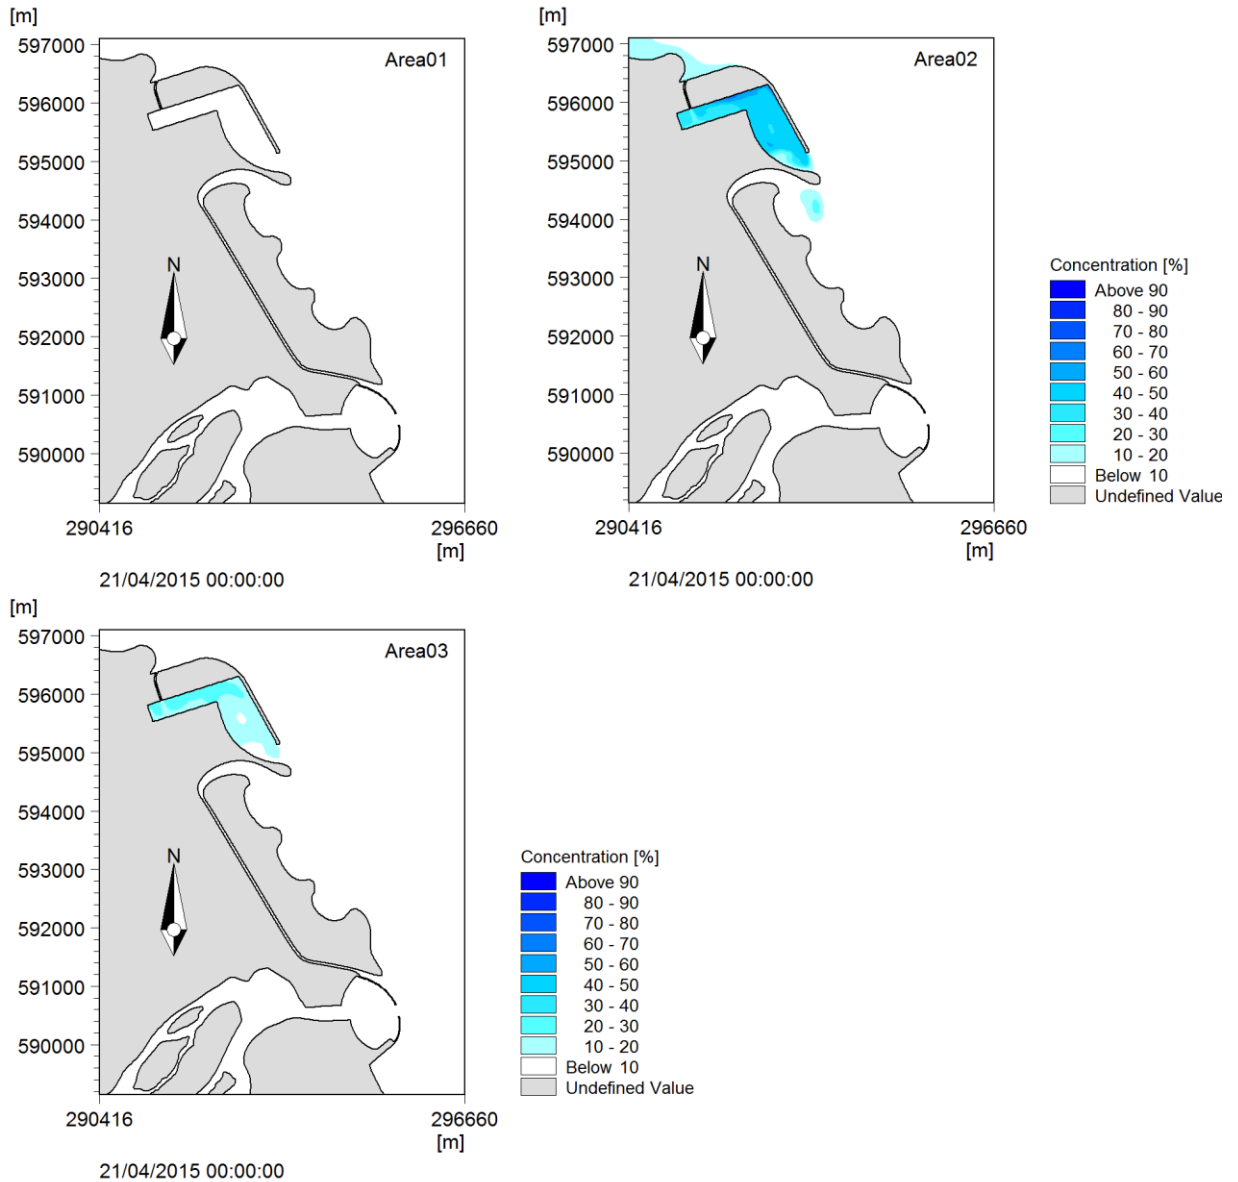 [m]
597000
596000
595000
594000
593000
592000
591000
590000
Area01
N
290416
296660
[m]
21/04/2015 00:00:00
[m]
597000
596000
595000
594000
593000
592000
591000
590000
Area02
N
290416
296660
[m]
21/04/2015 00:00:00
Concentration [%]
Above 90
80 - 90
70 - 80
60 - 70
50 - 60
40 - 50
30 - 40
20 - 30
10 - 20
Below 10
Undefined Value
[m]
597000
596000
595000
594000
593000
592000
591000
590000
Area03
N
290416
296660
[m]
21/04/2015 00:00:00
Concentration [%]
Above 90
80 - 90
70 - 80
60 - 70
50 - 60
40 - 50
30 - 40
20 - 30
10 - 20
Below 10
Undefined Value